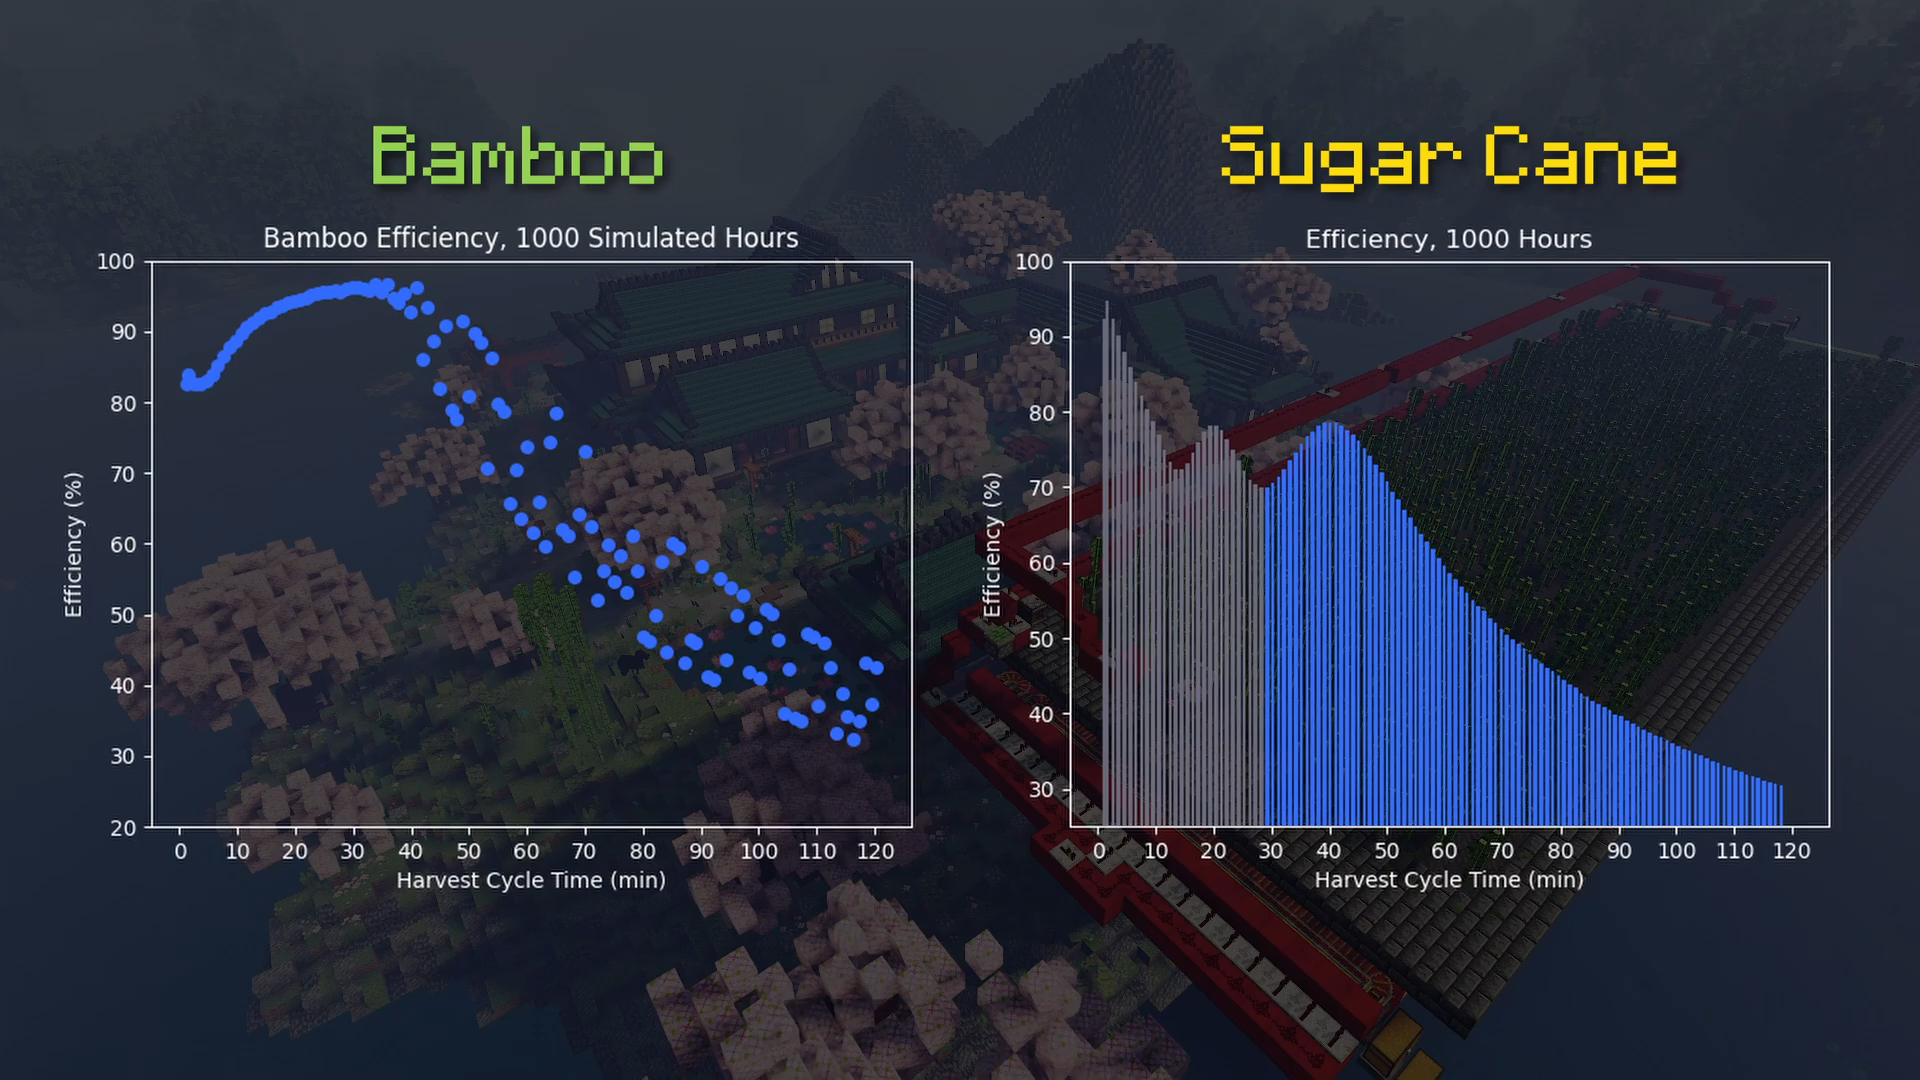 Bamboo
Bamboo Efficiency, 1000 Simulated Hours
100
90
80
70
60
50
40
30
20
Efficiency (%)
0 10 20 30 40 50 60 70 80 90 100 110 120
Harvest Cycle Time (min)
Sugar Cane
Efficiency, 1000 Hours
100
90
80
70
60
50
40
30
Efficiency (%)
0 10 20 30 40 50 60 70 80 90 100 110 120
Harvest Cycle Time (min)